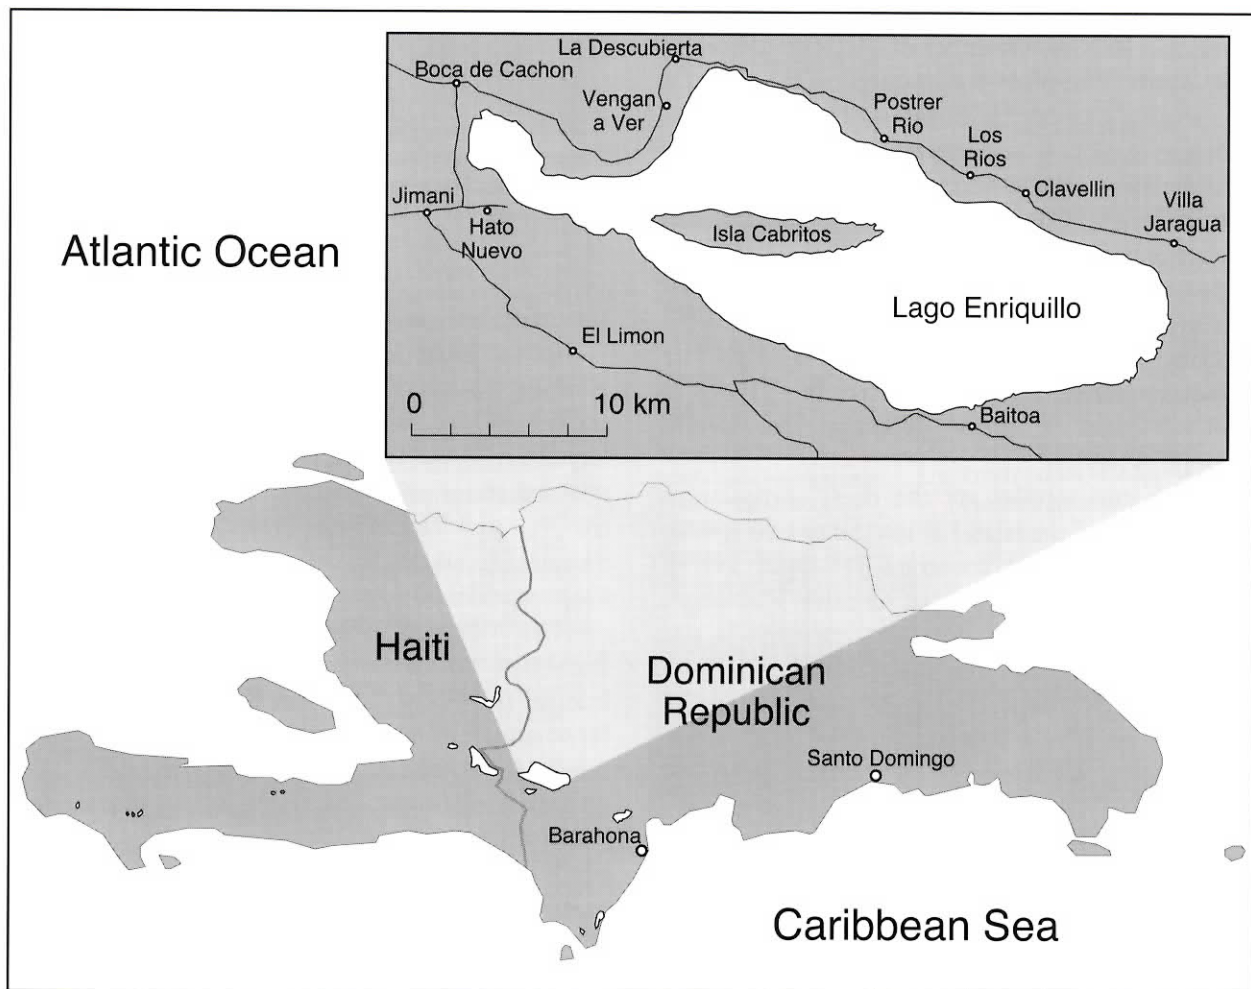 La Descubierta
Boca de Cachon
Vengan
a Ver
Postrer
Rio
Los
Rios
Clavellin
Villa
Jaragua
Jimani
Hato
Nuevo
Isla Cabritos
Atlantic Ocean
Lago Enriquillo
El Limon
0 10 km
Baitoa
Haiti
Dominican
Republic
Santo Domingo
Barahona
Caribbean Sea